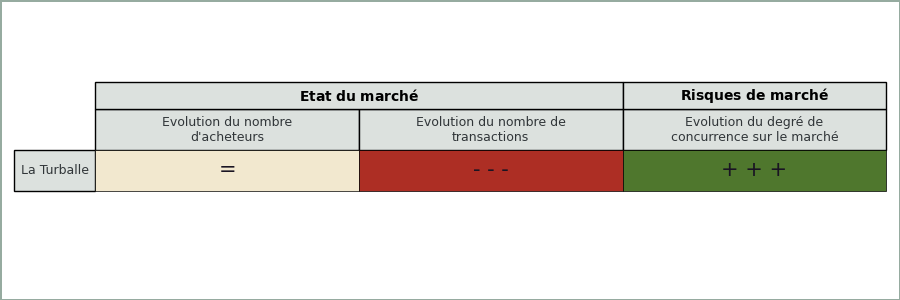 Etat du marché
Risques de marché
Evolution du nombre
d'acheteurs
Evolution du nombre de
transactions
Evolution du degré de
concurrence sur le marché
La Turballe
=
- - -
+ + +